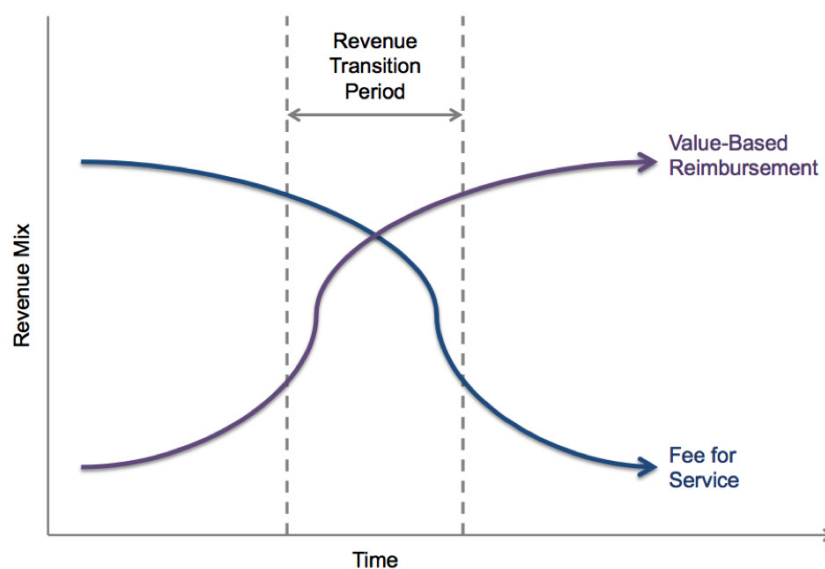 Revenue
Transition
Period
Value-Based
Reimbursement
Revenue Mix
Fee for
Service
Time